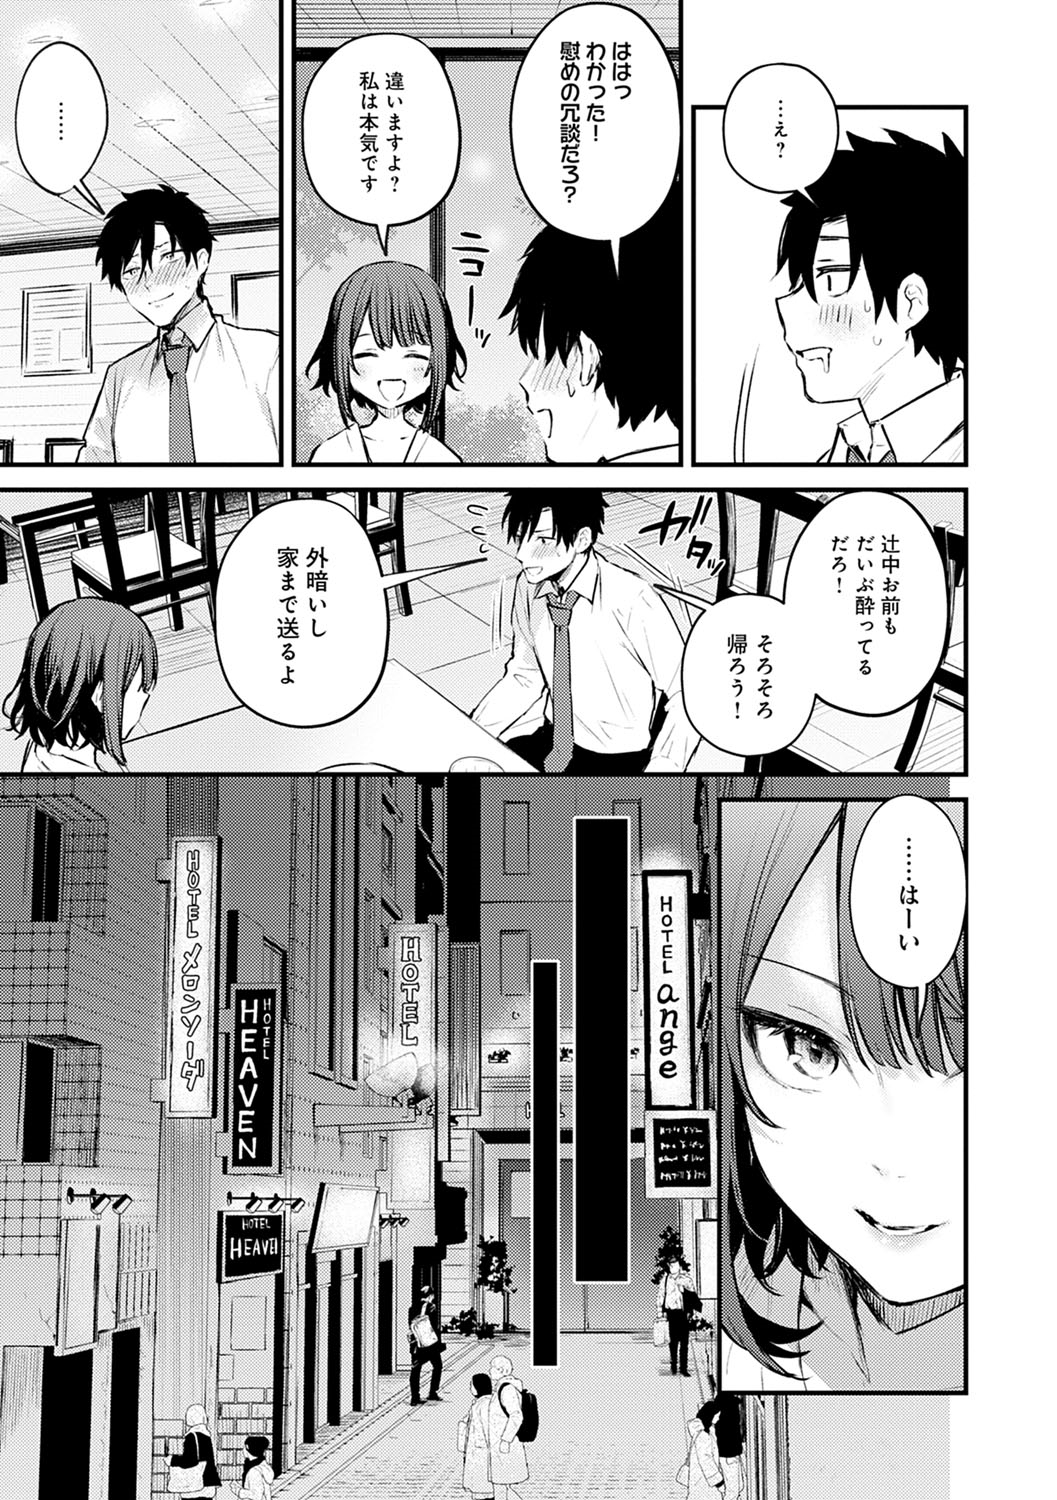 …え？
ははっ
わかった！
慰めの冗談だろ？
違いますよ？
私は本気です
ニコーッ
……
辻中お前も
だいぶ酔ってる
だろ！
そろそろ
帰ろう！
ガタッ
外暗いし
家まで送るよ
……はーい
HOTEL ange
HOTEL
HOTEL メロンソーダ
HOTEL HEAVEN
HOTEL
HEAVEN